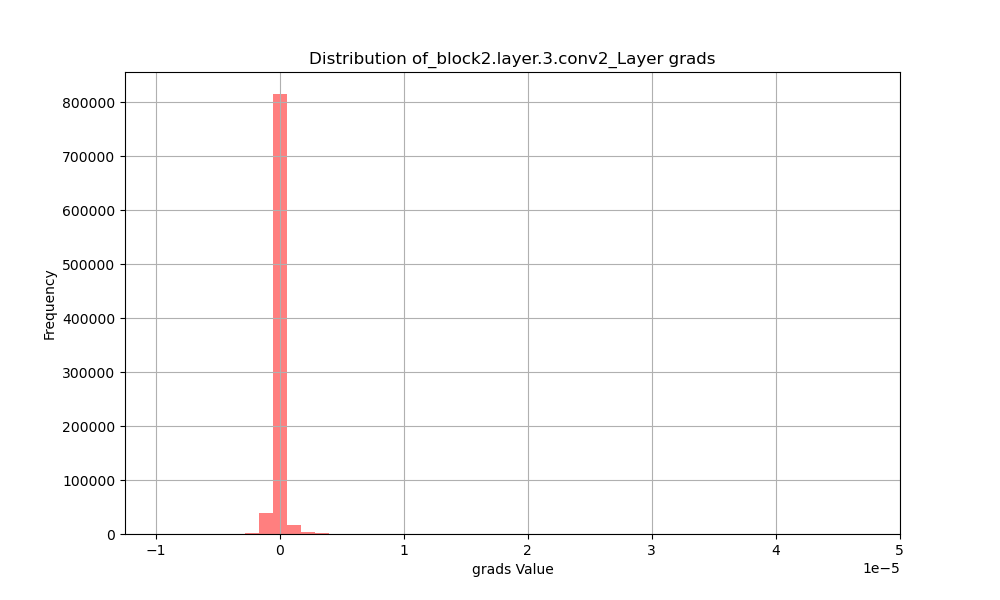 Distribution of_block2.layer.3.conv2_Layer grads
800000
700000
600000
500000
400000
300000
200000
100000
0
Frequency
−1 0 1 2 3 4 5
1e−5
grads Value